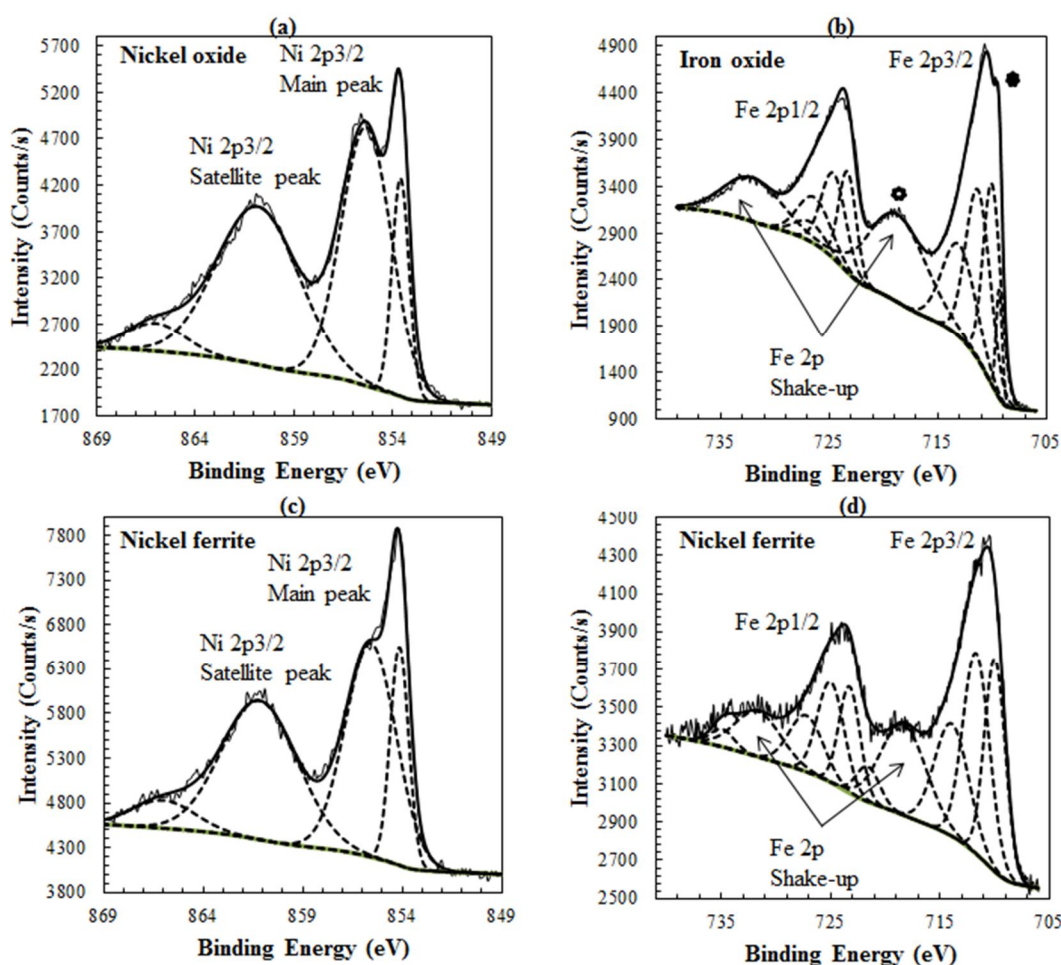 (a)
Nickel oxide
Ni 2p3/2
Main peak
Ni 2p3/2
Satellite peak
5700
5200
4700
4200
3700
3200
2700
2200
1700
Intensity (Counts/s)
869 864 859 854 849
Binding Energy (eV)
(b)
Iron oxide
Fe 2p3/2
Fe 2p1/2
Fe 2p
Shake-up
4900
4400
3900
3400
2900
2400
1900
1400
900
Intensity (Counts/s)
735 725 715 705
Binding Energy (eV)
(c)
Nickel ferrite
Ni 2p3/2
Main peak
Ni 2p3/2
Satellite peak
7800
7300
6800
6300
5800
5300
4800
4300
3800
Intensity (Counts/s)
869 864 859 854 849
Binding Energy (eV)
(d)
Nickel ferrite
Fe 2p3/2
Fe 2p1/2
Fe 2p
Shake-up
4500
4300
4100
3900
3700
3500
3300
3100
2900
2700
2500
Intensity (Counts/s)
735 725 715 705
Binding Energy (eV)